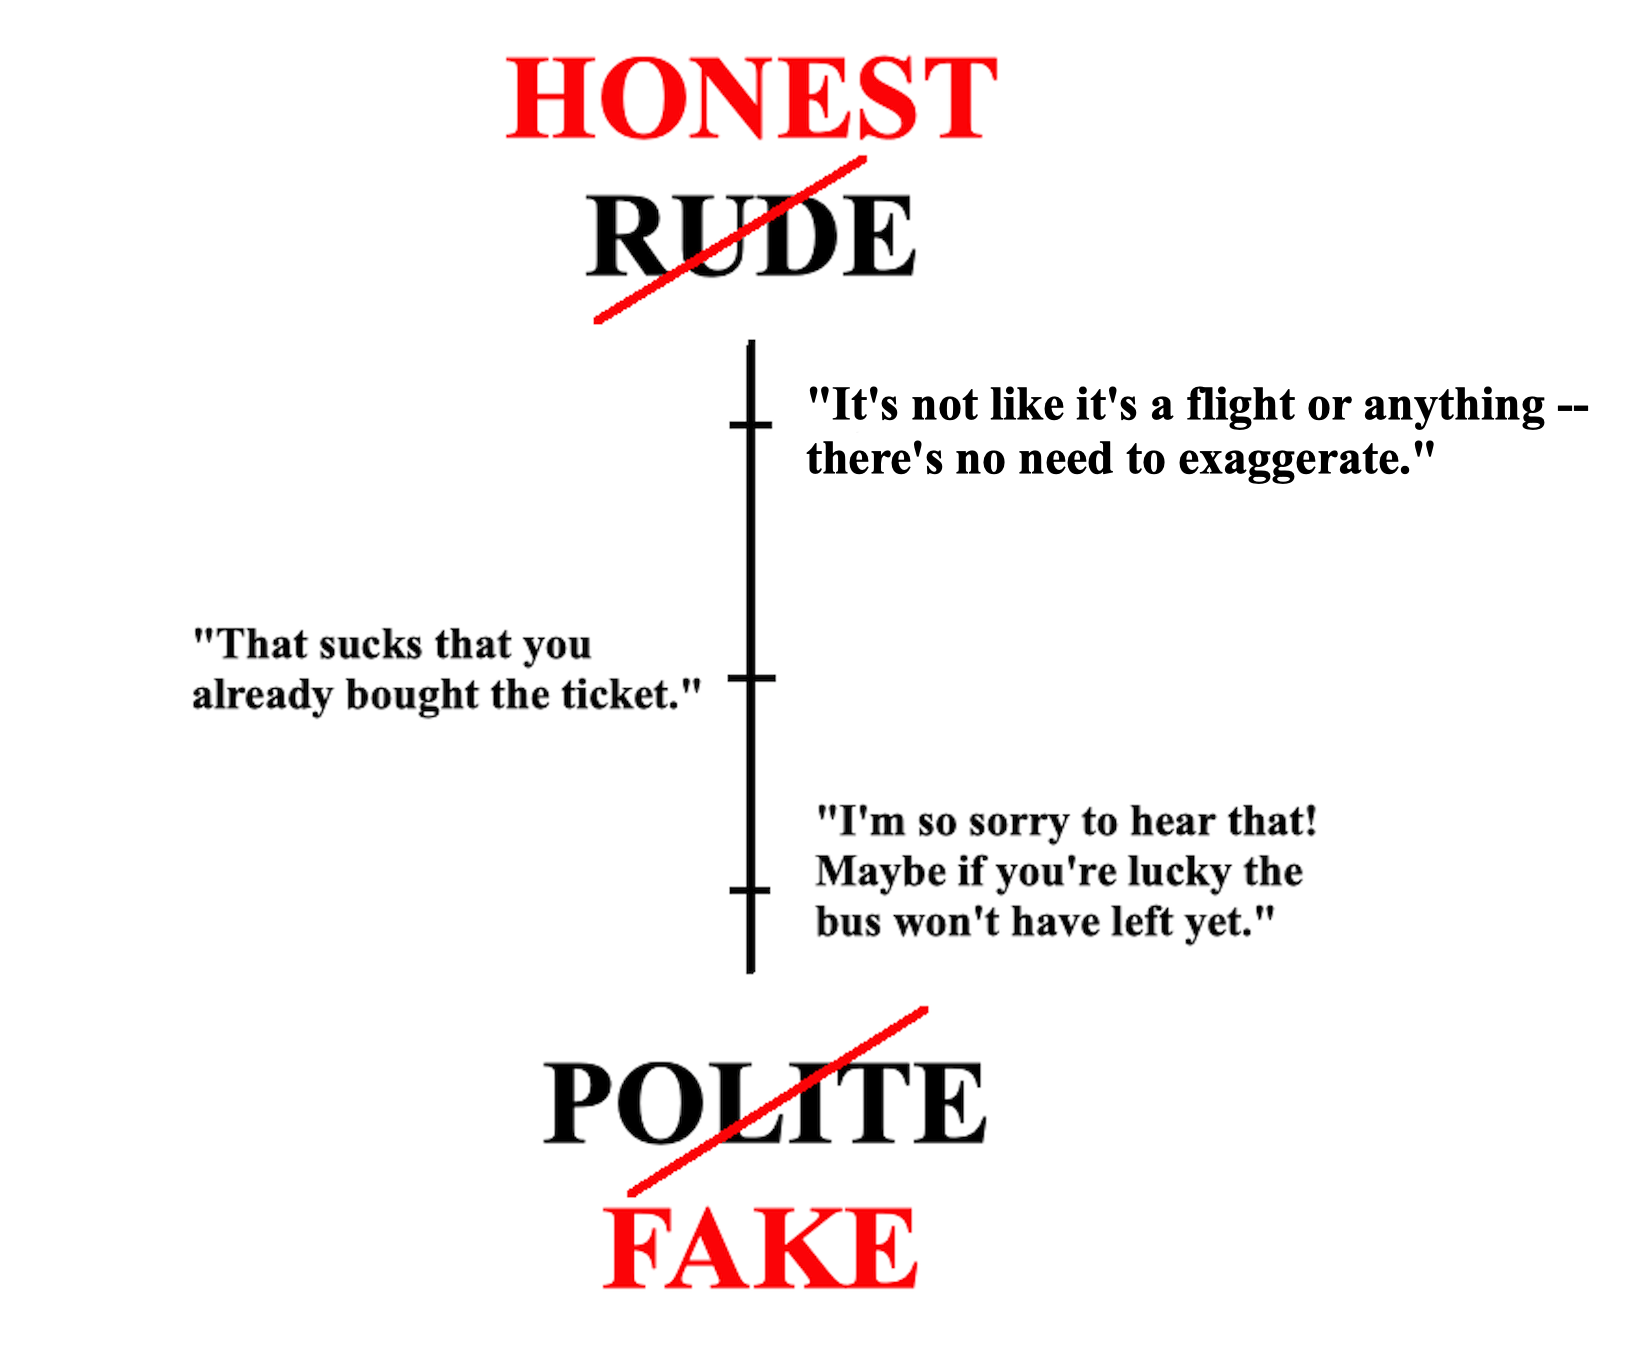 HONEST
RUDE
"It's not like it's a flight or anything --
there's no need to exaggerate."
"That sucks that you
already bought the ticket."
"I'm so sorry to hear that!
Maybe if you're lucky the
bus won't have left yet."
POLITE
FAKE